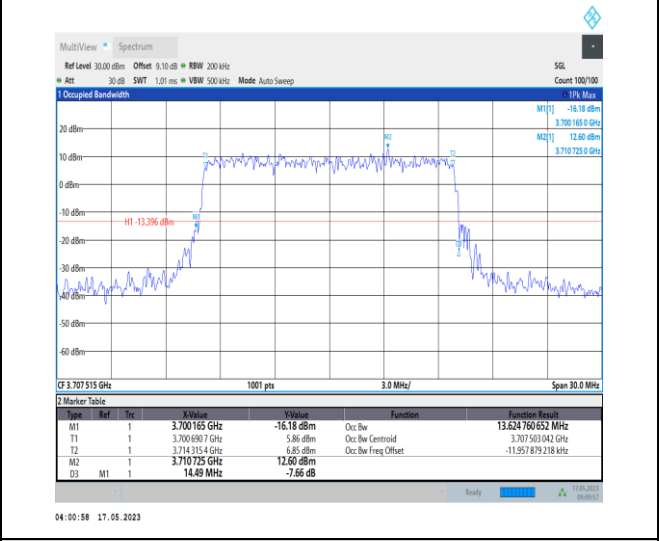 MultiView Spectrum
Ref Level 30.00 dBm Offset 9.10 dB RBW 200 kHz SGL
Att 30 dB SWT 1.01 ms VBW 500 kHz Mode Auto Sweep Count 100/100
1 Occupied Bandwidth 1Pk Max
M1[1] -16.18 dBm
3.700 165 0 GHz
M2[1] 12.60 dBm
3.710 725 0 GHz
20 dBm
M2
T1 T2
10 dBm
0 dBm
-10 dBm
M1
H1 -13.396 dBm
-20 dBm
-30 dBm
-40 dBm
-50 dBm
-60 dBm
CF 3.707 515 GHz 1001 pts 3.0 MHz/ Span 30.0 MHz
2 Marker Table
Type Ref Trc X-Value Y-Value Function Function Result
M1 1 3.700 165 GHz -16.18 dBm Occ Bw 13.624 760 652 MHz
T1 1 3.700 690 7 GHz 5.86 dBm Occ Bw Centroid 3.707 503 042 GHz
T2 1 3.714 315 4 GHz 6.85 dBm Occ Bw Freq Offset -11.957 879 218 kHz
M2 1 3.710 725 GHz 12.60 dBm
D3 M1 1 14.49 MHz -7.66 dB
Ready 17.05.2023
04:00:57
04:00:58 17.05.2023